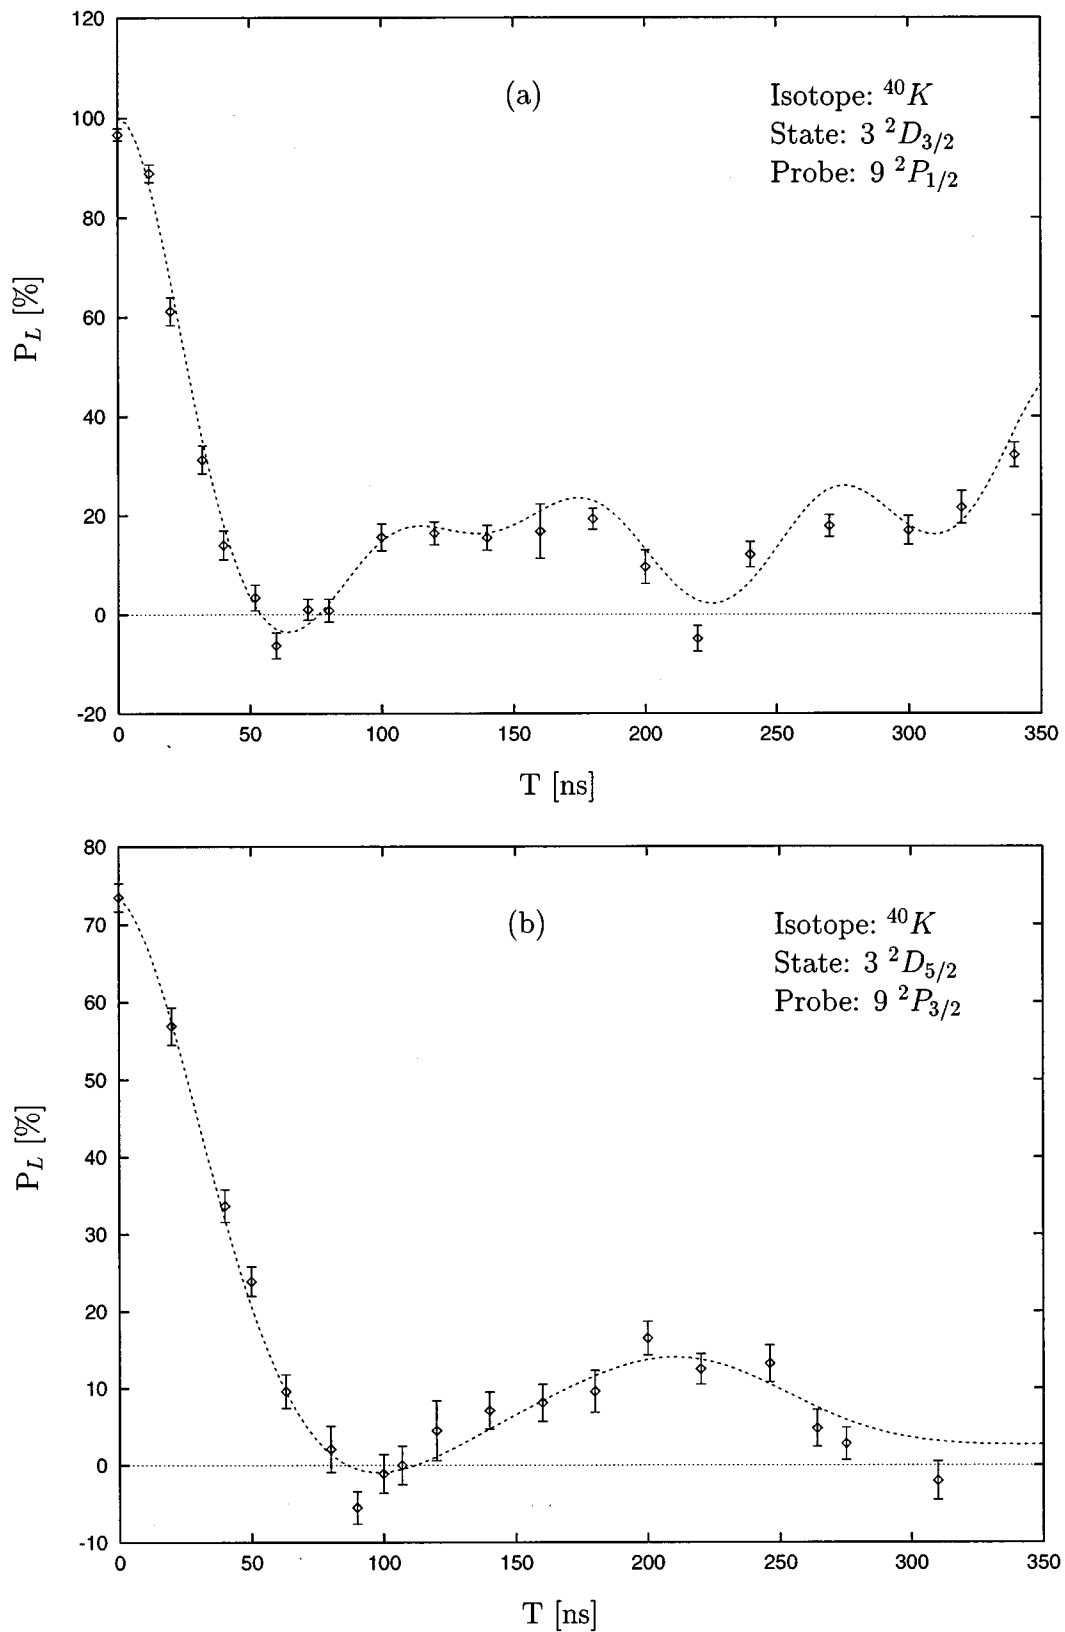 120
100
80
60
40
20
0
-20
P_L [%]
(a)
Isotope: ⁴⁰K
State: 3 ²D₃/₂
Probe: 9 ²P₁/₂
0 50 100 150 200 250 300 350
T [ns]
80
70
60
50
40
30
20
10
0
-10
P_L [%]
(b)
Isotope: ⁴⁰K
State: 3 ²D₅/₂
Probe: 9 ²P₃/₂
0 50 100 150 200 250 300 350
T [ns]